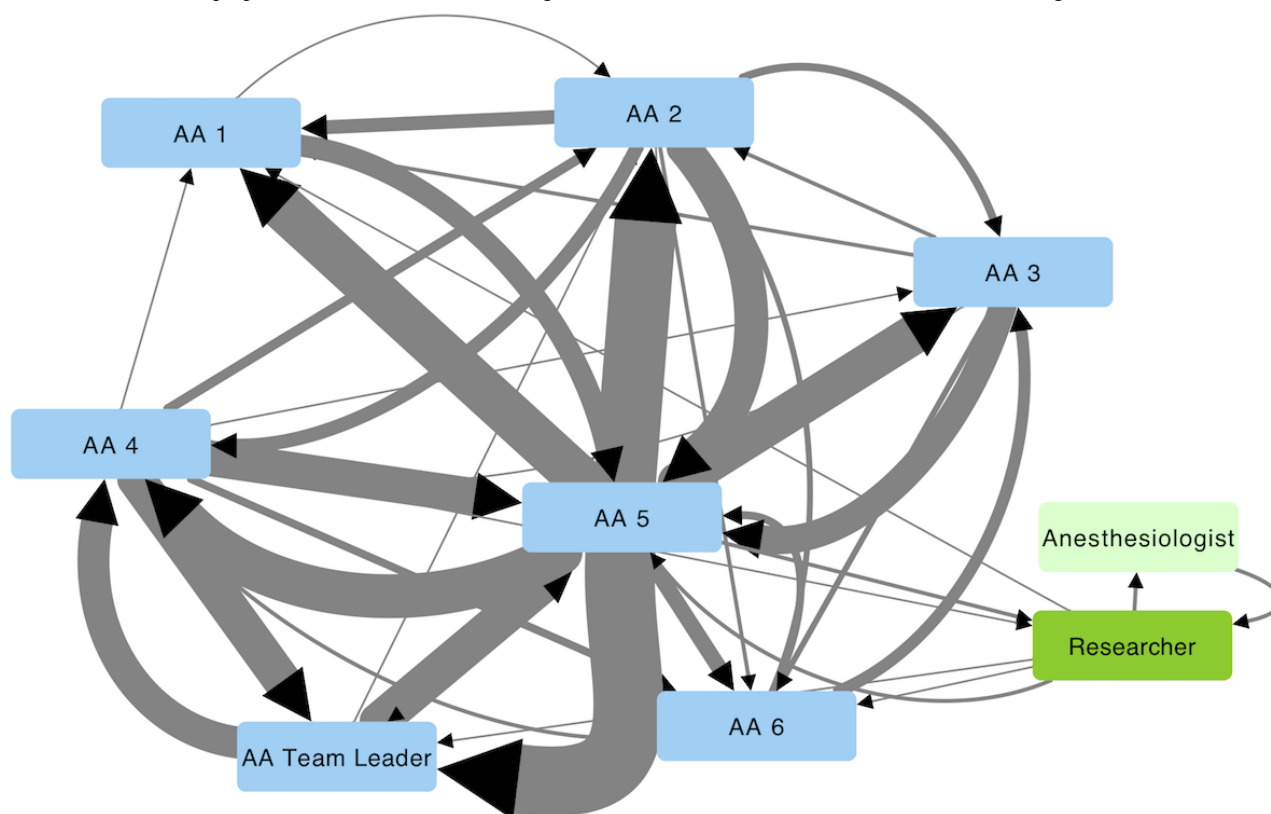 AA 1
AA 2
AA 3
AA 4
AA 5
Anesthesiologist
Researcher
AA 6
AA Team Leader